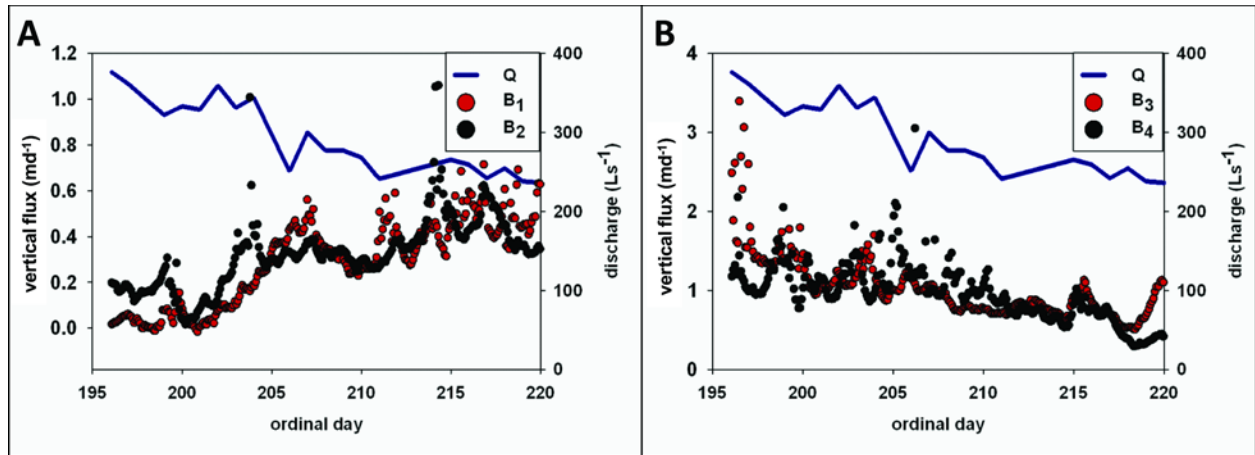 A
1.2
1.0
0.8
0.6
0.4
0.2
0.0
vertical flux (md-1)
195 200 205 210 215 220
ordinal day
400
300
200
100
0
discharge (Ls-1)
Q
B1
B2
B
4
3
2
1
0
vertical flux (md-1)
195 200 205 210 215 220
ordinal day
400
300
200
100
0
discharge (Ls-1)
Q
B3
B4